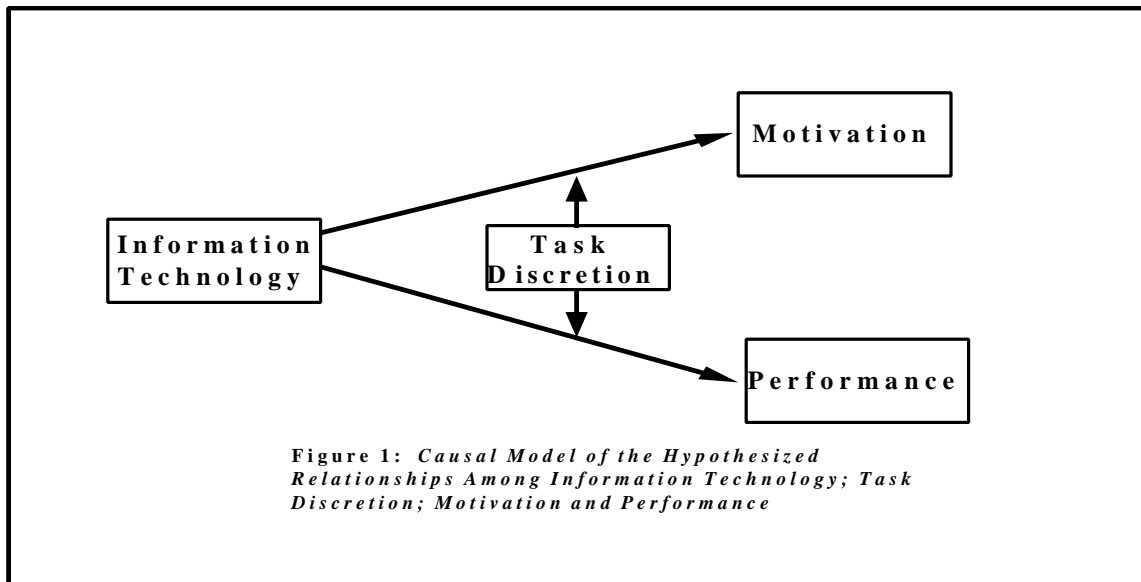 Motivation
Information
Technology
Task
Discretion
Performance
Figure 1: Causal Model of the Hypothesized
Relationships Among Information Technology; Task
Discretion; Motivation and Performance